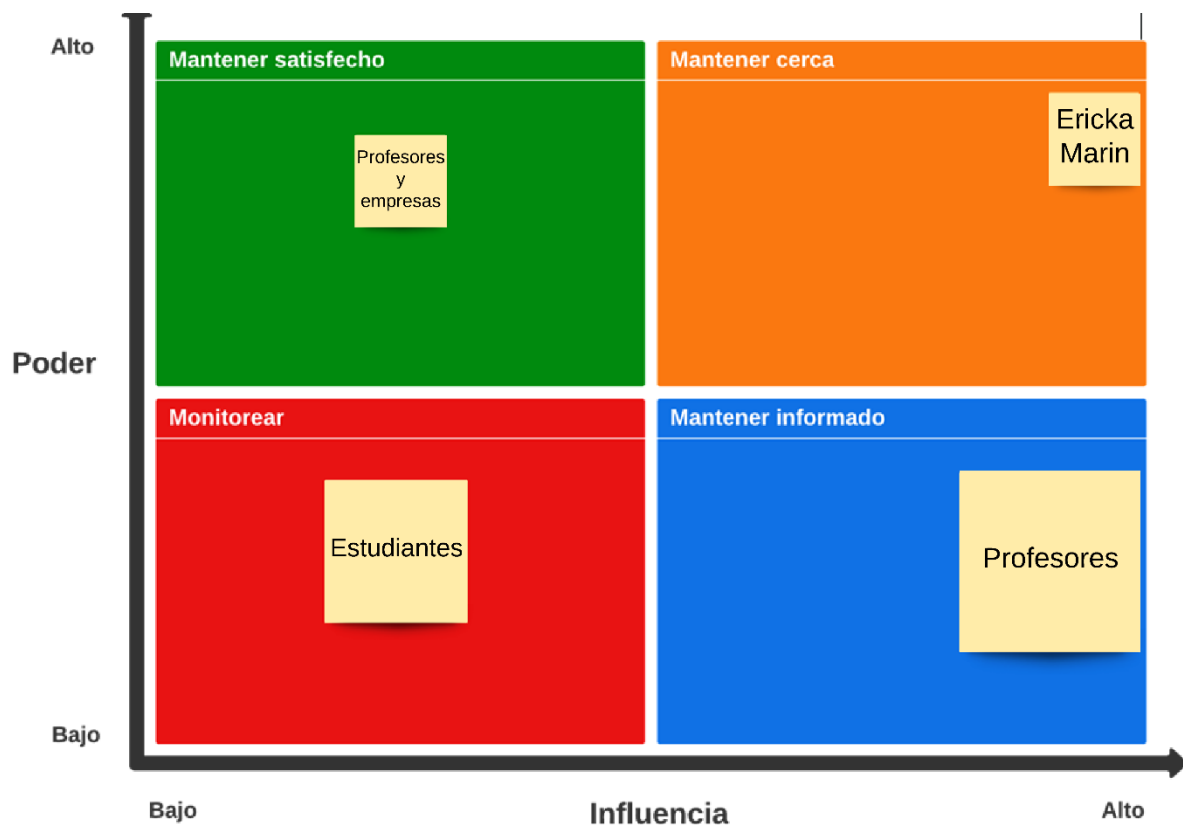 Alto
Mantener satisfecho
Mantener cerca
Profesores
y
empresas
Ericka
Marin
Poder
Monitorear
Mantener informado
Estudiantes
Profesores
Bajo
Bajo
Influencia
Alto